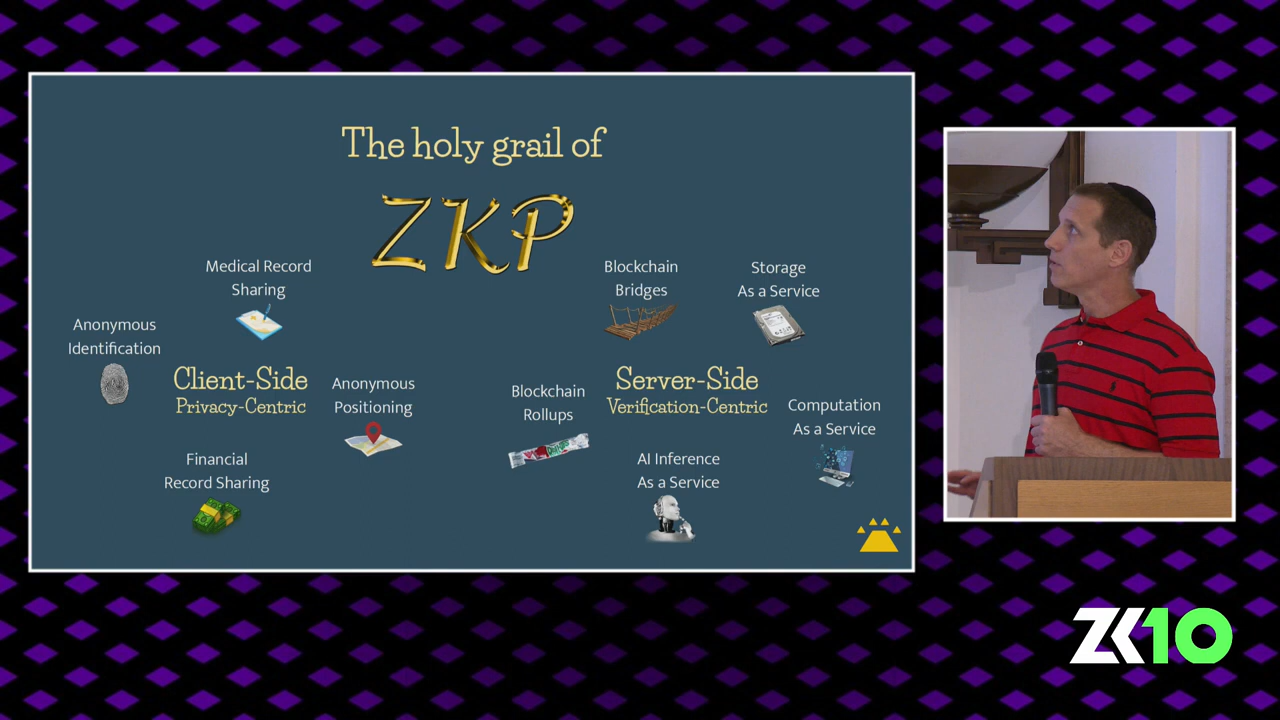 The holy grail of
ZKP
Medical Record
Sharing
Anonymous
Identification
Client-Side
Privacy-Centric
Anonymous
Positioning
Financial
Record Sharing
Blockchain
Bridges
Storage
As a Service
Blockchain
Rollups
Server-Side
Verification-Centric
Computation
As a Service
AI Inference
As a Service
ZK10